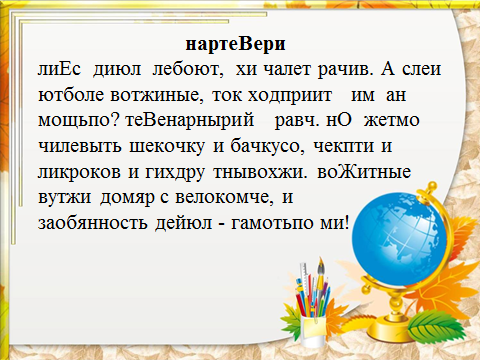 нартеВери
лиЕс диюл лебоют, хи чалет рачив. А слеи
ютболе вотжиные, ток ходприит им ан
мощьпо? теВенарнырий равч. нО жетмо
чилевыть шекочку и бачкусо, чекпти и
ликроков и гихдру тнывохжи. воЖитные
вутжи домяр с велокомче, и
заобянность дейюл - гамотьпо ми!